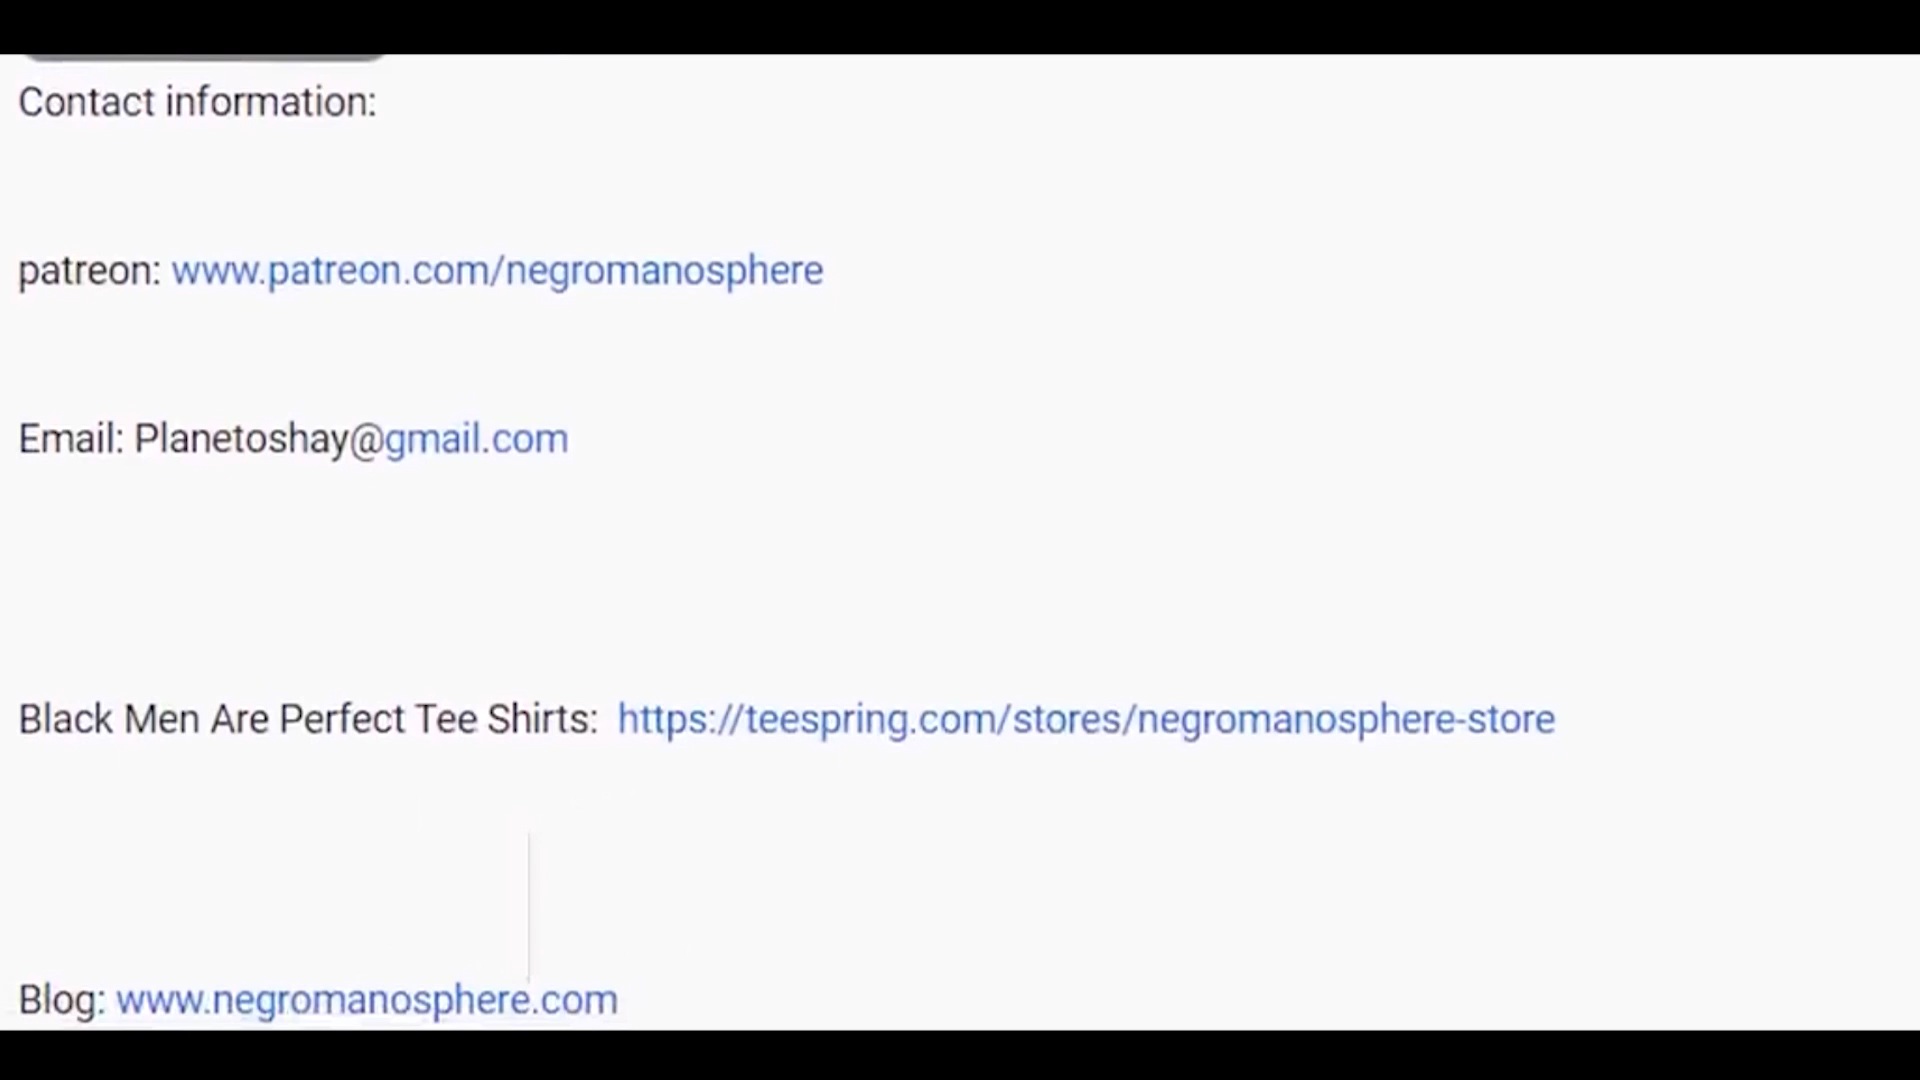 Contact information:
patreon: www.patreon.com/negromanosphere
Email: Planetoshay@gmail.com
Black Men Are Perfect Tee Shirts: https://teespring.com/stores/negromanosphere-store
Blog: www.negromanosphere.com